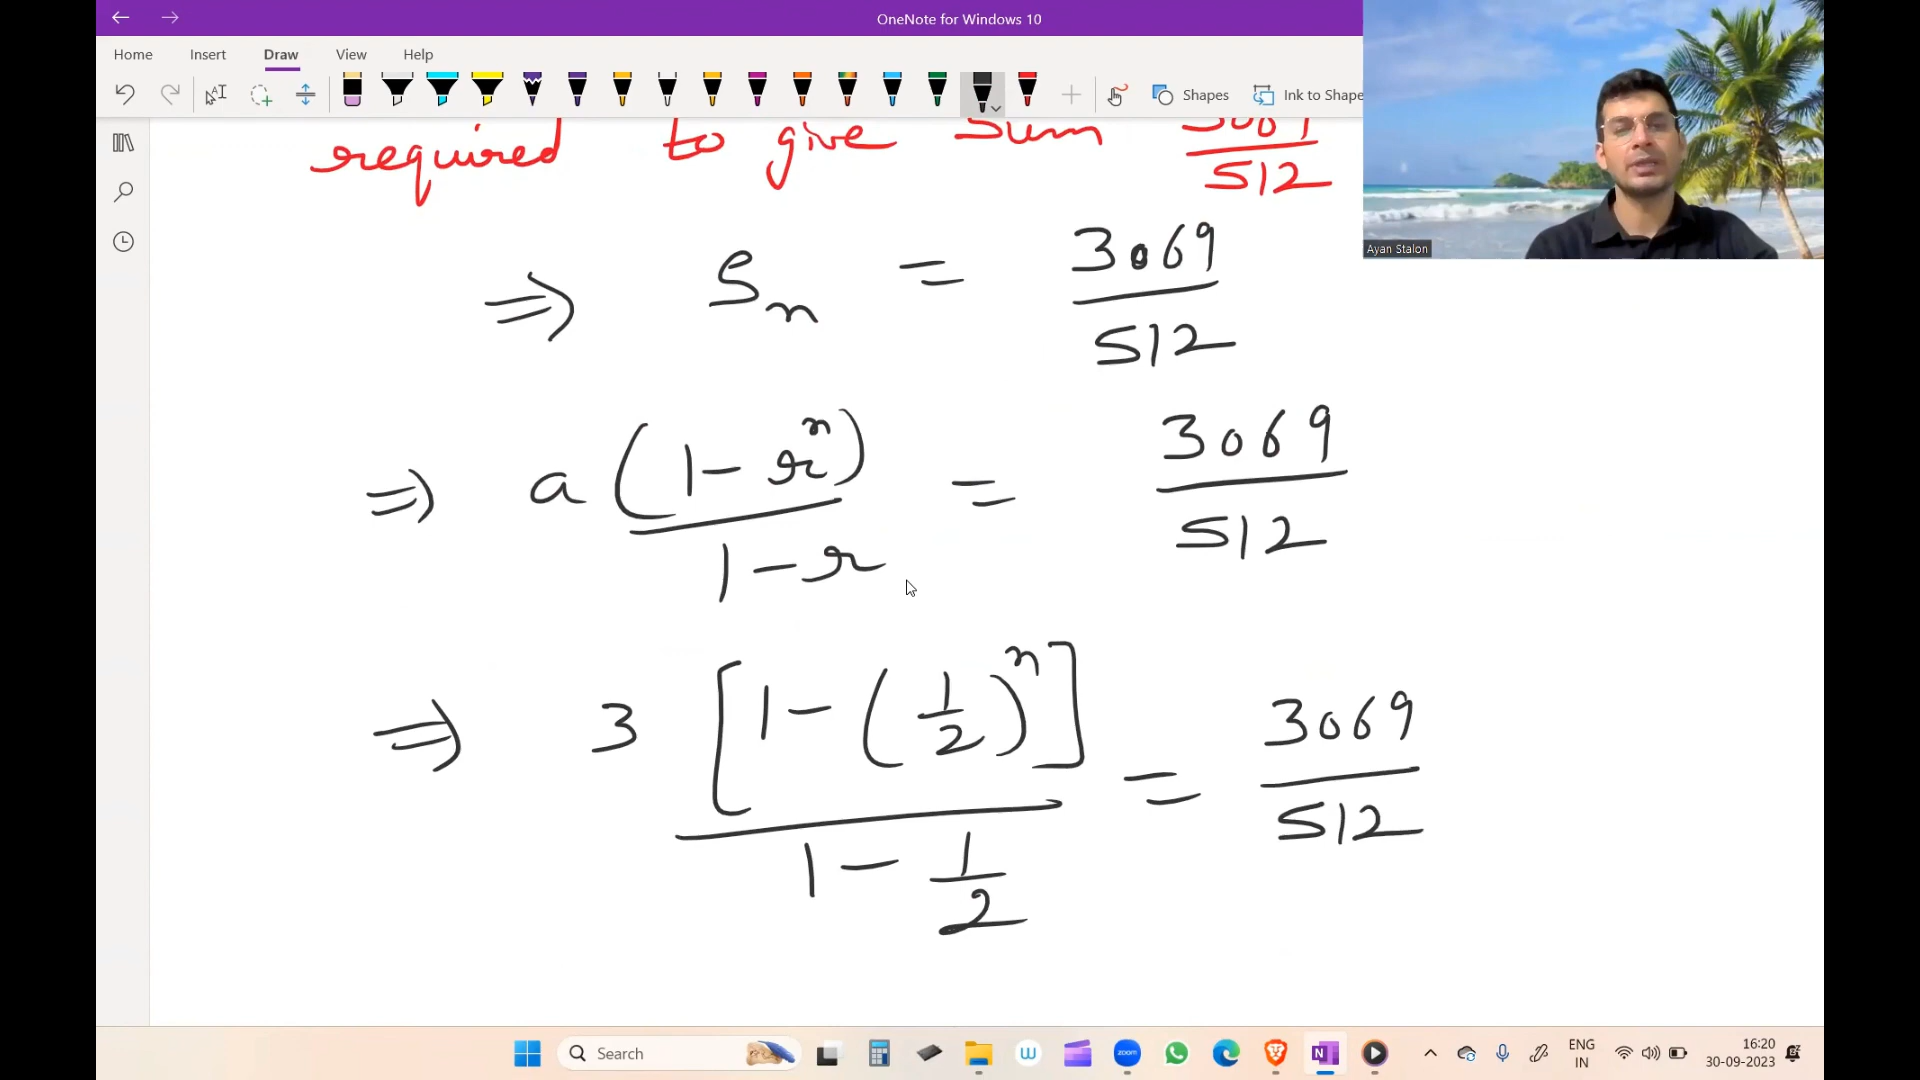 OneNote for Windows 10
Home Insert Draw View Help
Shapes Ink to Shape
required to give sum 3069/512
Ayan Stalon
⇒ Sn = 3069/512
⇒ a(1-r^n)/1-r = 3069/512
⇒ 3[1-(1/2)^n]/1-1/2 = 3069/512
Search
W
zoom
N
ENG
IN
16:20
30-09-2023